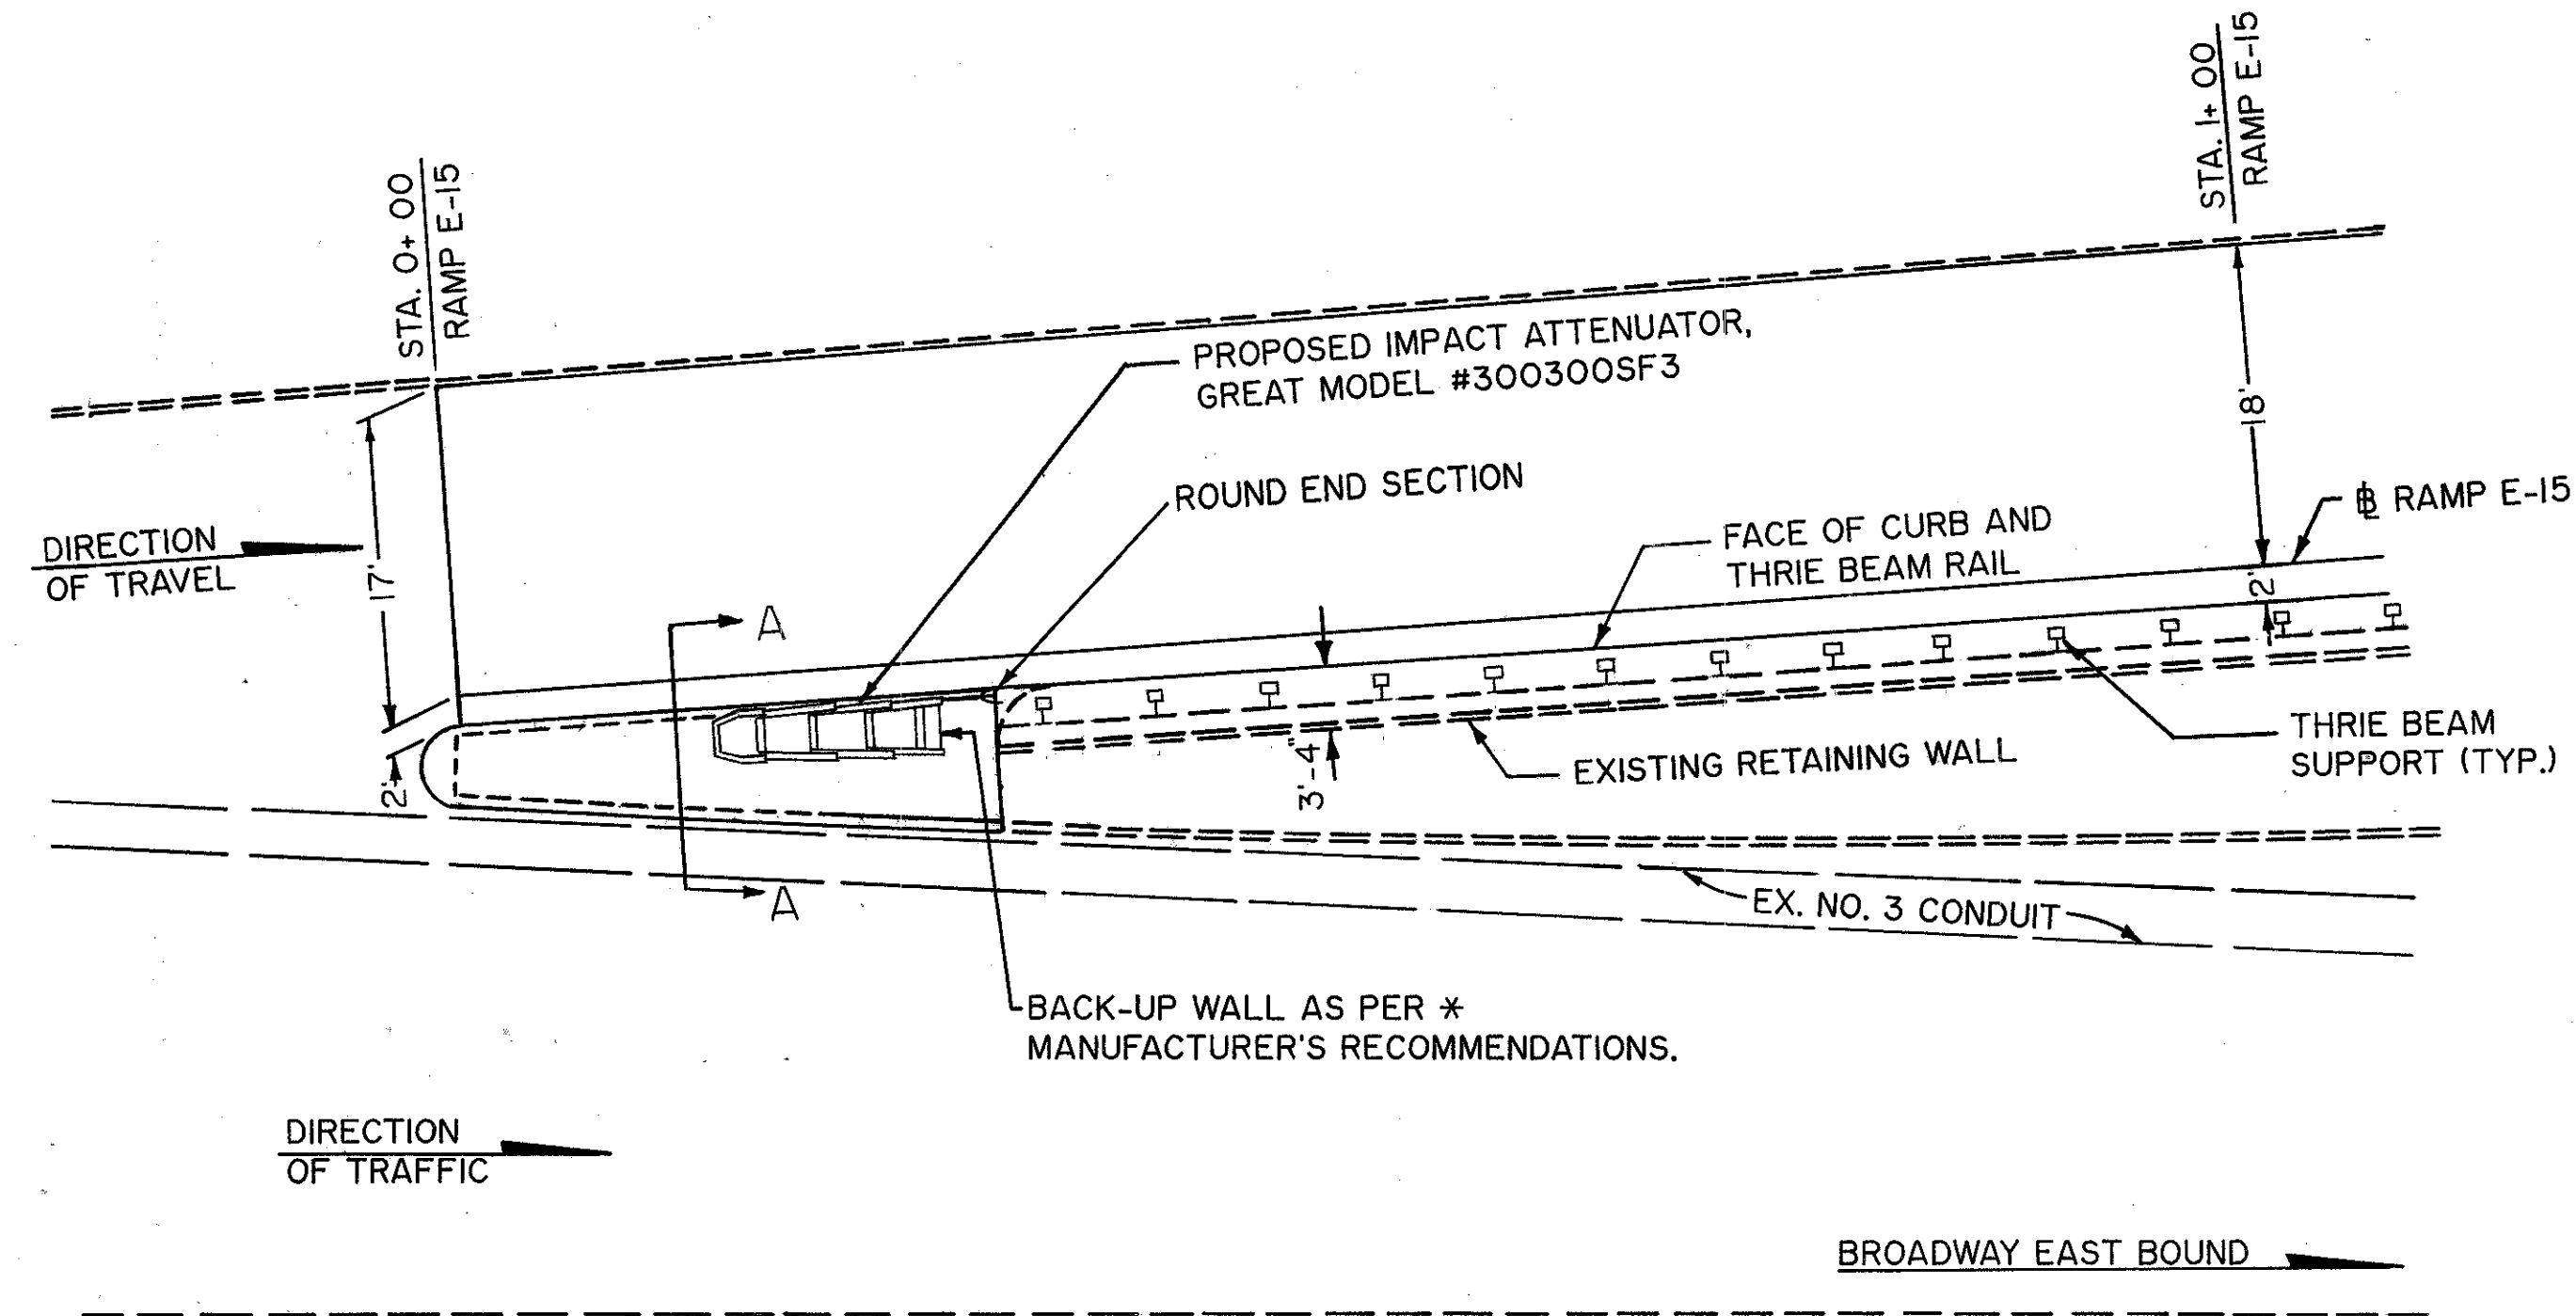 STA. 0+ 00
RAMP E-15
STA. 1+ 00
RAMP E-15
PROPOSED IMPACT ATTENUATOR,
GREAT MODEL #300300SF3
ROUND END SECTION
18'
RAMP E-15
FACE OF CURB AND
THRIE BEAM RAIL
DIRECTION
OF TRAVEL
17'
2'
A
THRIE BEAM
SUPPORT (TYP.)
EXISTING RETAINING WALL
3'-4"
2'
A
EX. NO. 3 CONDUIT
BACK-UP WALL AS PER *
MANUFACTURER'S RECOMMENDATIONS.
DIRECTION
OF TRAFFIC
BROADWAY EAST BOUND